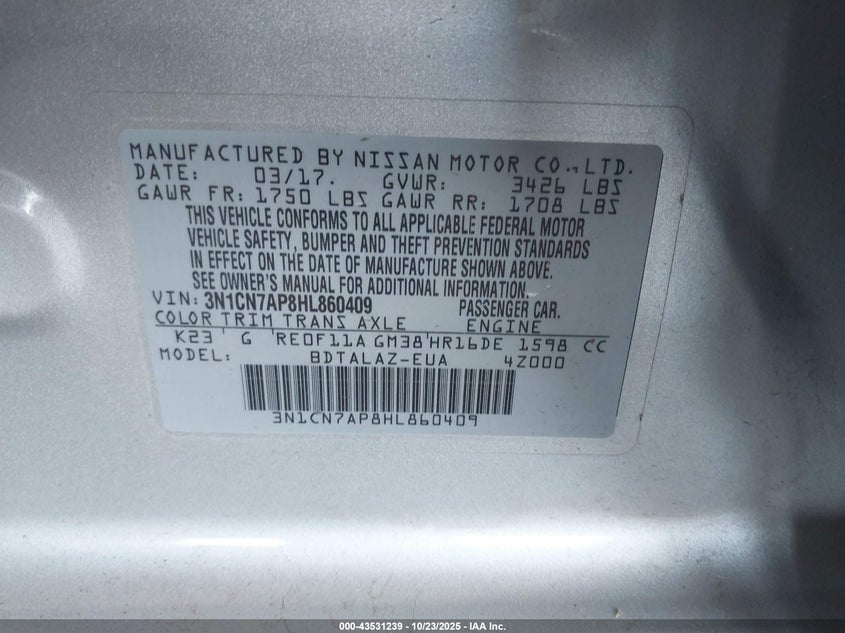 MANUFACTURED BY NISSAN MOTOR CO., LTD.
DATE: 03/17. GVWR: 3426 LBS
GAWR FR: 1750 LBS GAWR RR: 1708 LBS
THIS VEHICLE CONFORMS TO ALL APPLICABLE FEDERAL MOTOR
VEHICLE SAFETY, BUMPER AND THEFT PREVENTION STANDARDS
IN EFFECT ON THE DATE OF MANUFACTURE SHOWN ABOVE.
SEE OWNER'S MANUAL FOR ADDITIONAL INFORMATION.
VIN: 3N1CN7AP8HL860409 PASSENGER CAR.
COLOR TRIM TRANS AXLE ENGINE
K23 G RE0F11A GM38 HR16DE 1598 CC
MODEL: BDTALAZ-EUA 4Z000
3N1CN7AP8HL860409
000-43531239 - 10/23/2025 - IAA Inc.